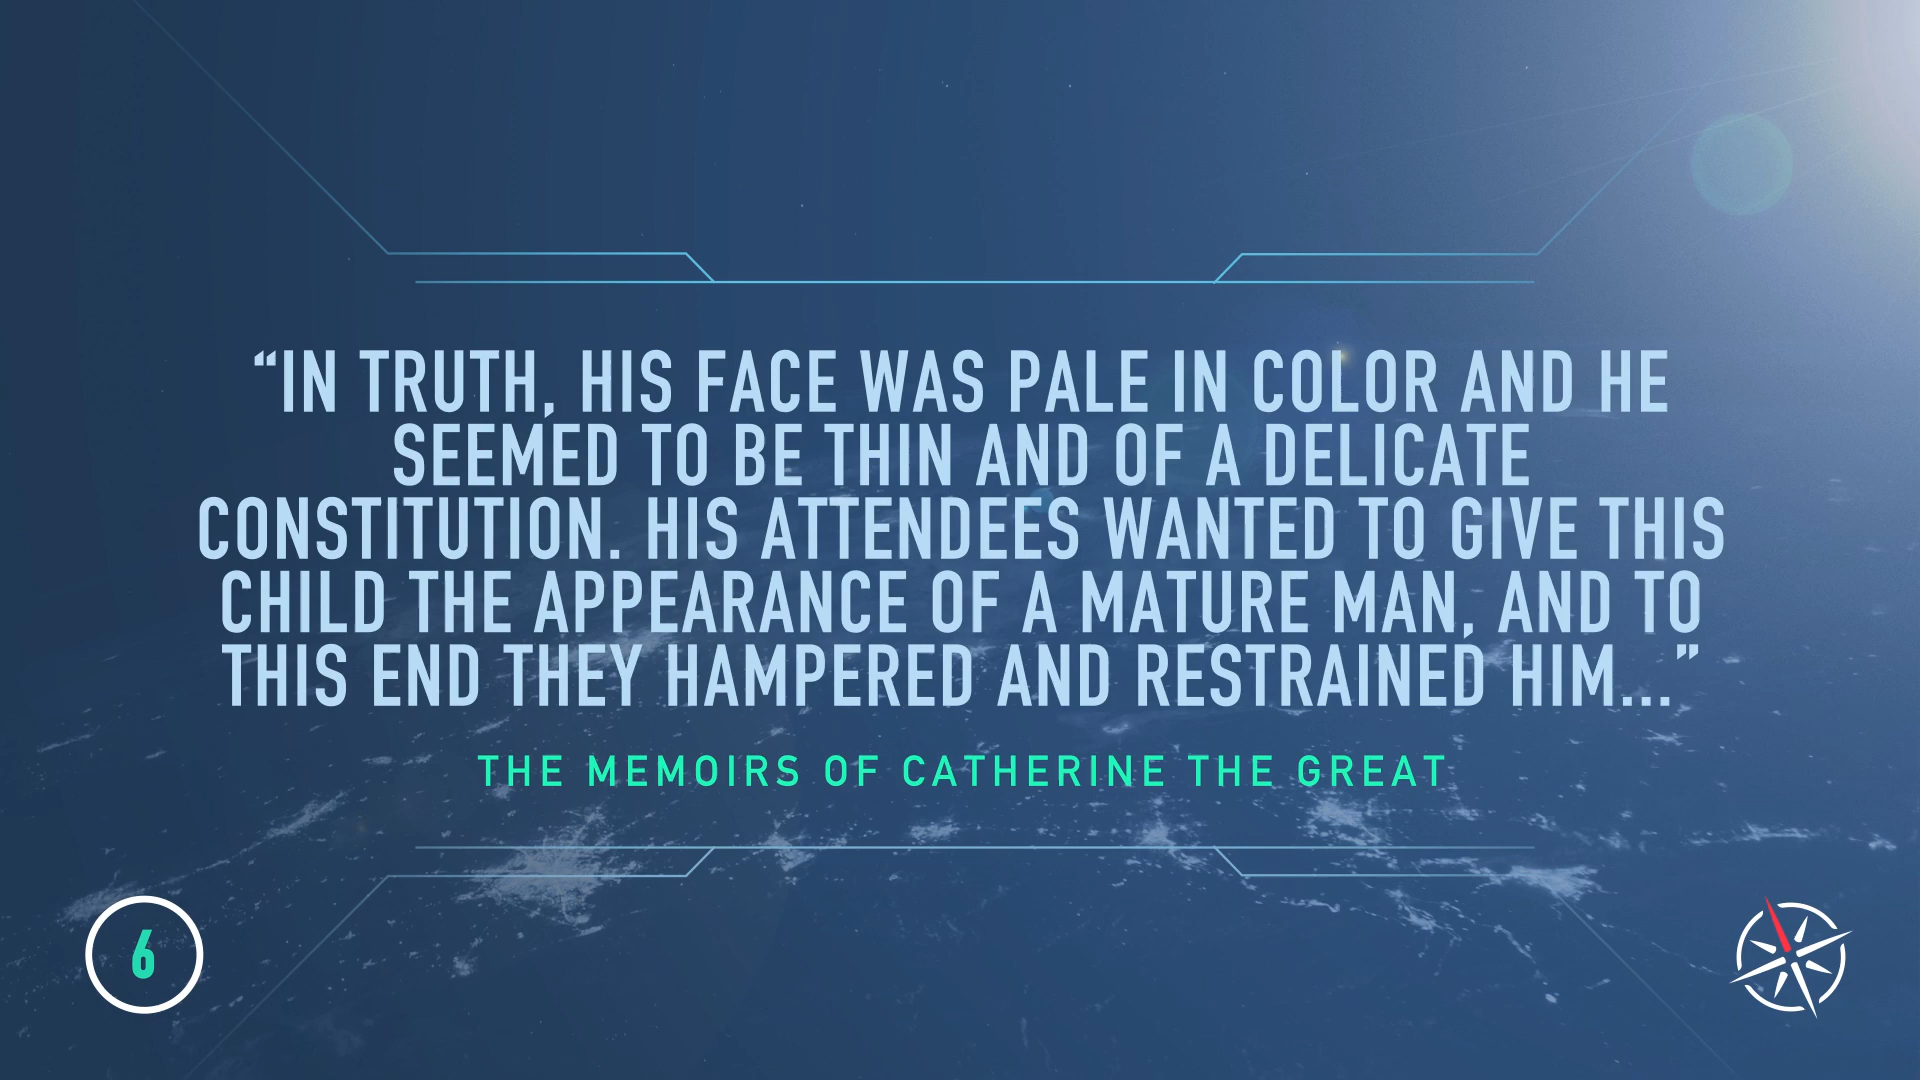 “IN TRUTH, HIS FACE WAS PALE IN COLOR AND HE
SEEMED TO BE THIN AND OF A DELICATE
CONSTITUTION. HIS ATTENDEES WANTED TO GIVE THIS
CHILD THE APPEARANCE OF A MATURE MAN, AND TO
THIS END THEY HAMPERED AND RESTRAINED HIM...”
THE MEMOIRS OF CATHERINE THE GREAT
6